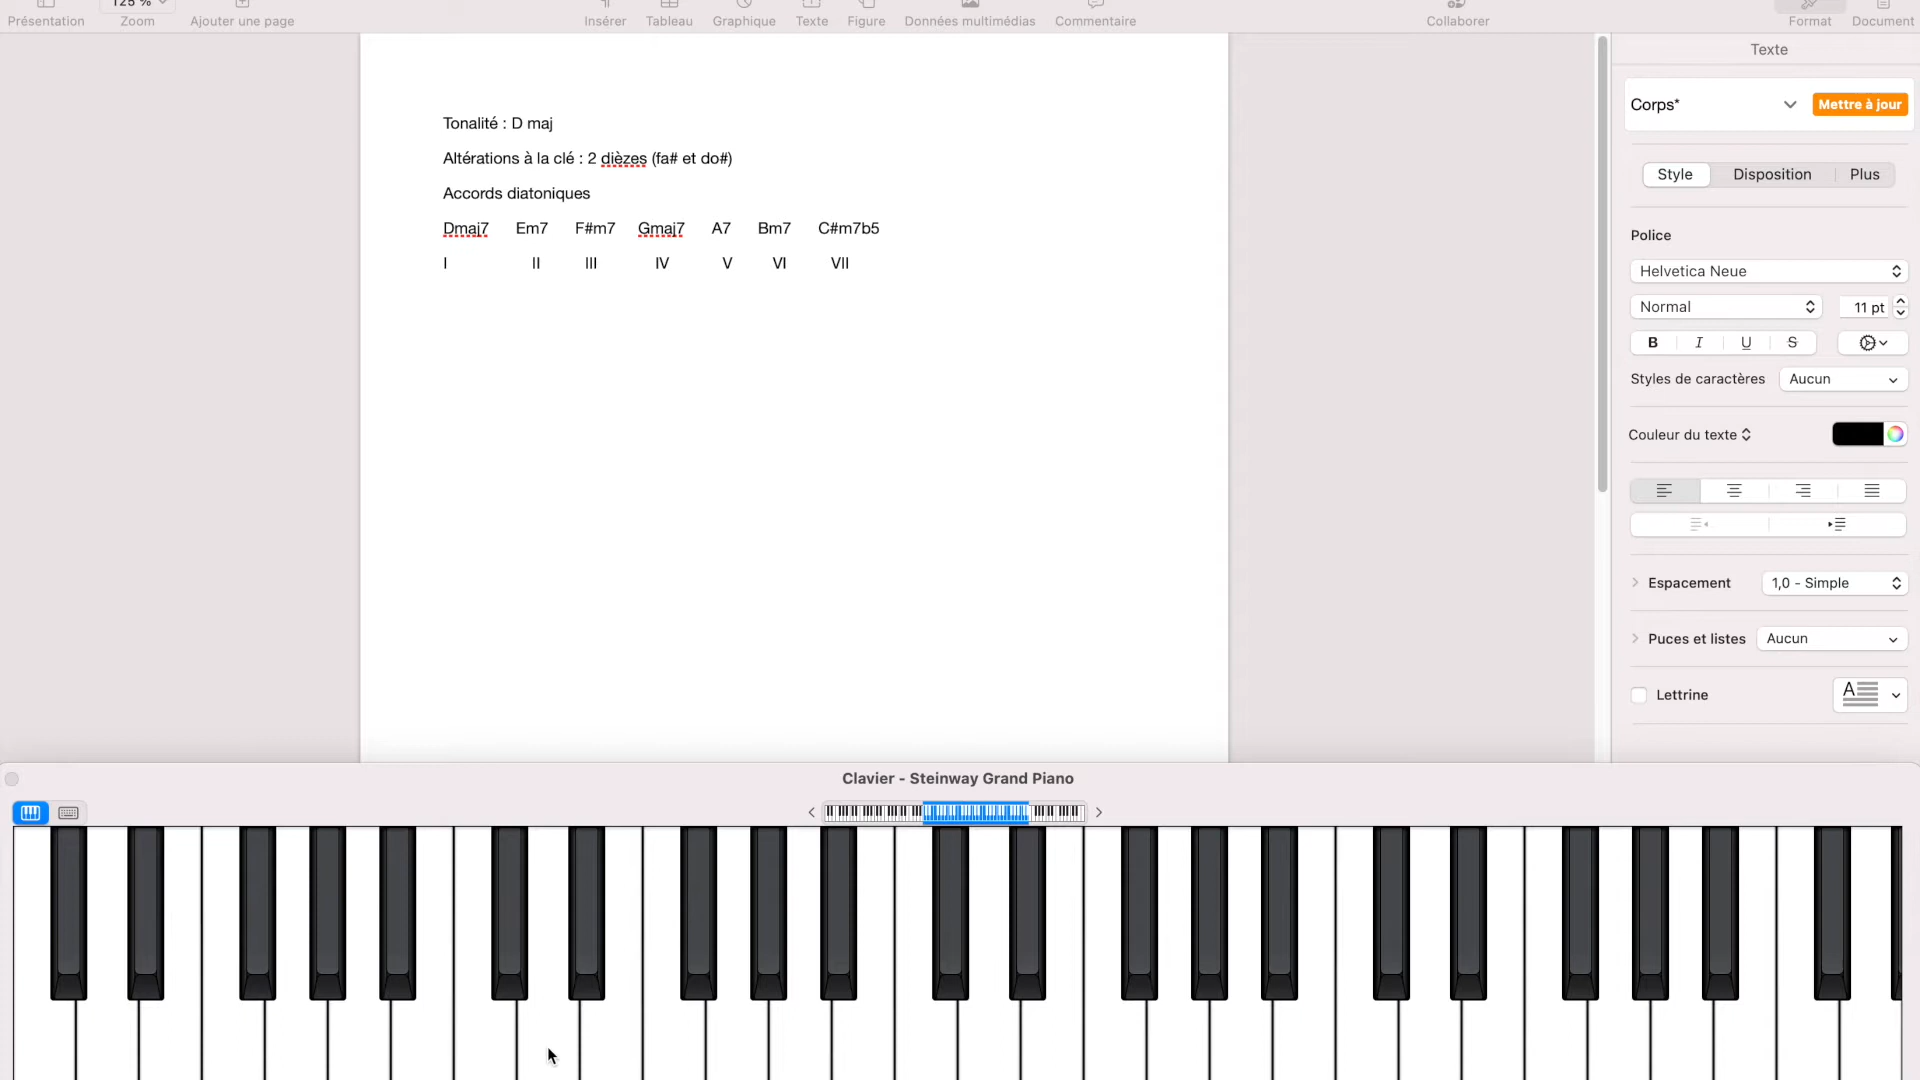 125 %
Présentation Zoom Ajouter une page Insérer Tableau Graphique Texte Figure Données multimédias Commentaire Collaborer Format Document
Texte
Corps* Mettre à jour
Style Disposition Plus
Police
Helvetica Neue
Normal 11 pt
B I U S
Styles de caractères Aucun
Couleur du texte
Espacement 1,0 - Simple
Puces et listes Aucun
Lettrine A
Tonalité : D maj
Altérations à la clé : 2 dièzes (fa# et do#)
Accords diatoniques
Dmaj7 Em7 F#m7 Gmaj7 A7 Bm7 C#m7b5
I II III IV V VI VII
Clavier - Steinway Grand Piano